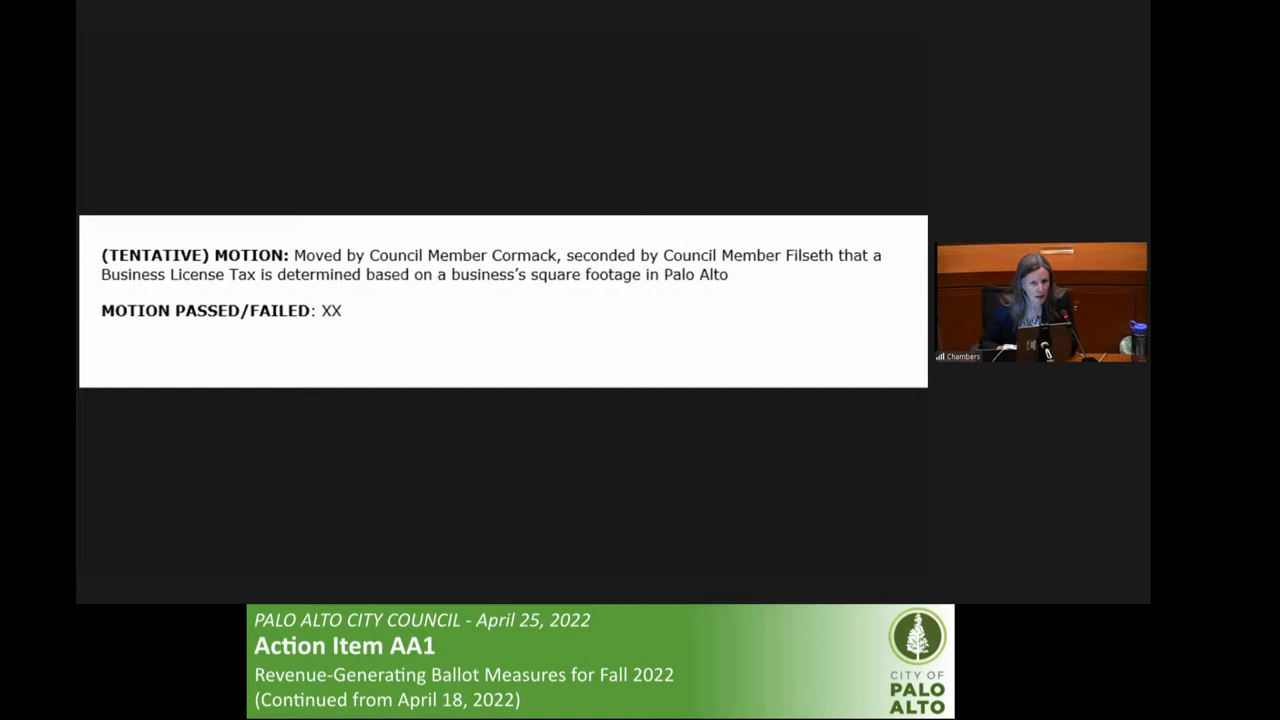 (TENTATIVE) MOTION: Moved by Council Member Cormack, seconded by Council Member Filseth that a
Business License Tax is determined based on a business's square footage in Palo Alto
MOTION PASSED/FAILED: XX
Chambers
PALO ALTO CITY COUNCIL - April 25, 2022
Action Item AA1
Revenue-Generating Ballot Measures for Fall 2022
(Continued from April 18, 2022)
CITY OF
PALO
ALTO